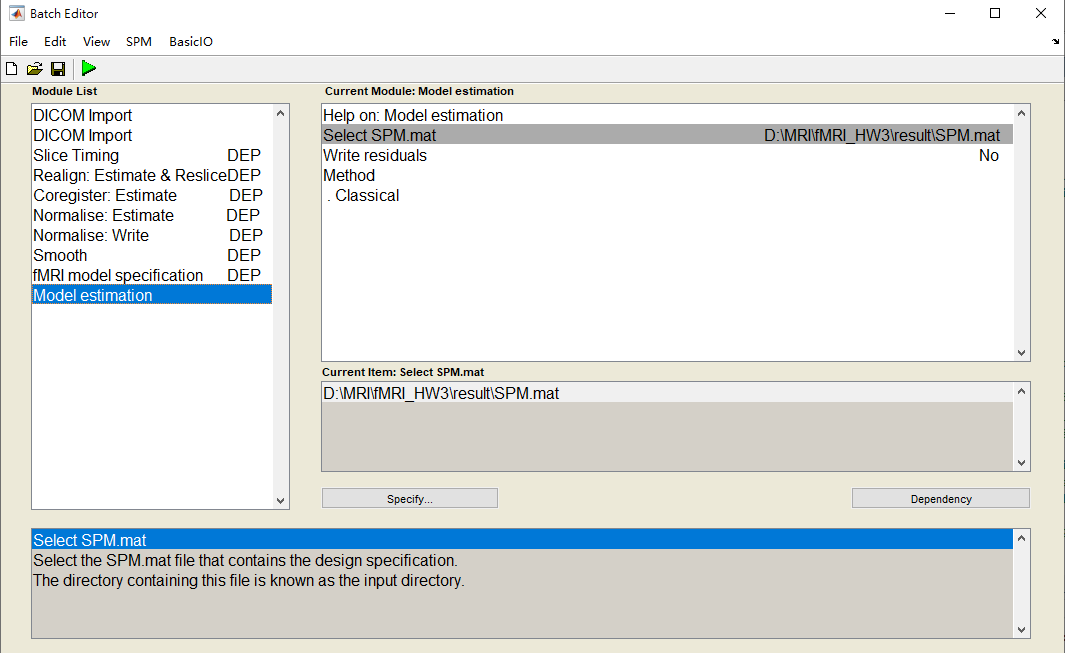 Batch Editor
File Edit View SPM BasicIO
Module List
DICOM Import
DICOM Import
Slice Timing DEP
Realign: Estimate & Reslice DEP
Coregister: Estimate DEP
Normalise: Estimate DEP
Normalise: Write DEP
Smooth DEP
fMRI model specification DEP
Model estimation
Current Module: Model estimation
Help on: Model estimation
Select SPM.mat D:\MRI\fMRI_HW3\result\SPM.mat
Write residuals No
Method
. Classical
Current Item: Select SPM.mat
D:\MRI\fMRI_HW3\result\SPM.mat
Specify... Dependency
Select SPM.mat
Select the SPM.mat file that contains the design specification.
The directory containing this file is known as the input directory.